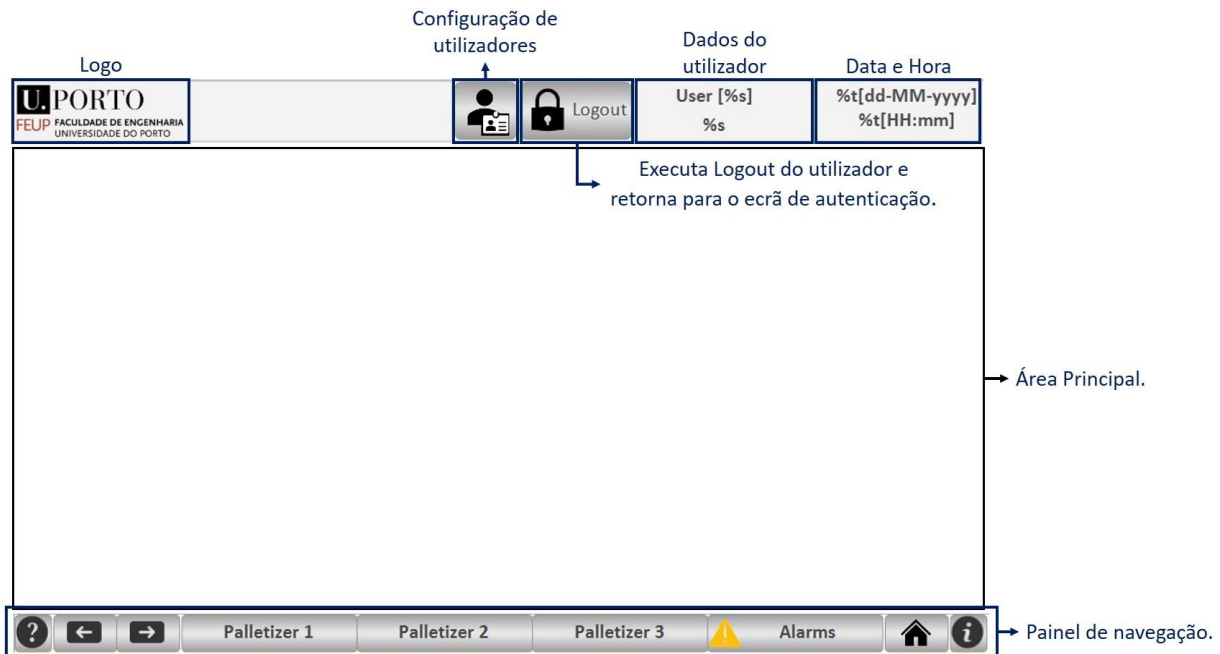 Configuração de
utilizadores
Dados do
utilizador
Logo
Data e Hora
U.PORTO
FEUP FACULDADE DE ENGENHARIA
UNIVERSIDADE DO PORTO
Logout
User [%s]
%s
%t[dd-MM-yyyy]
%t[HH:mm]
Executa Logout do utilizador e
retorna para o ecrã de autenticação.
Área Principal.
? Palletizer 1 Palletizer 2 Palletizer 3 ! Alarms i
Painel de navegação.